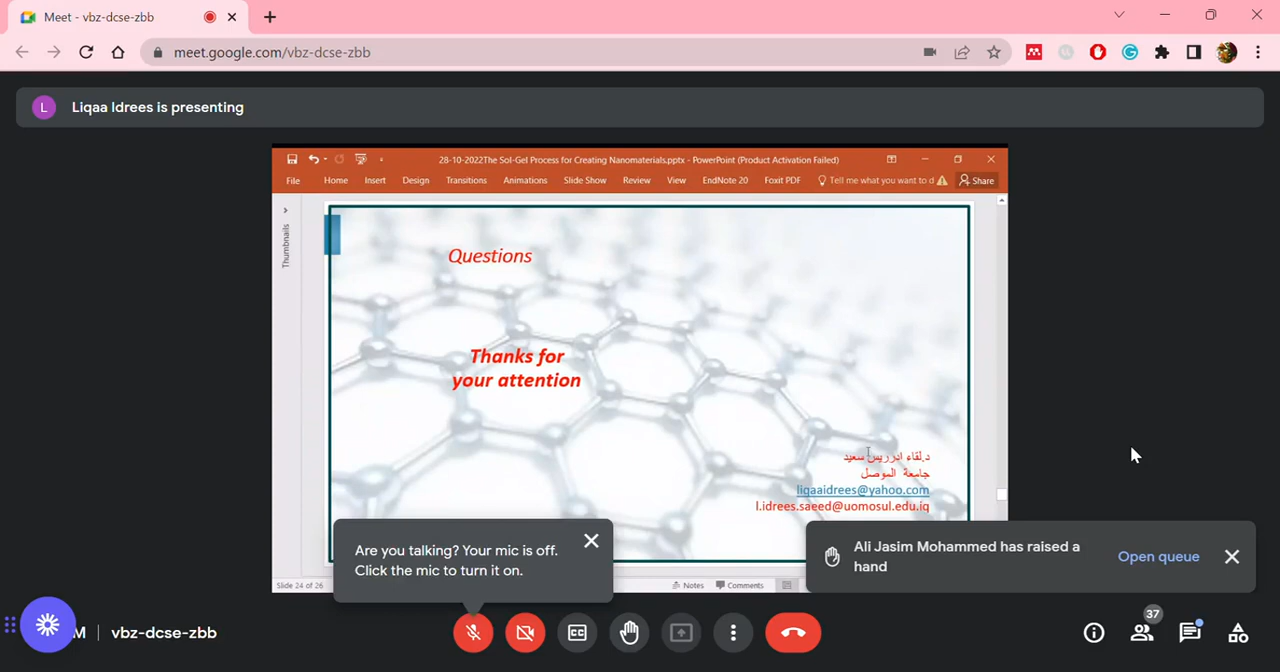 Meet - vbz-dcse-zbb
meet.google.com/vbz-dcse-zbb
L
Liqaa Idrees is presenting
28-10-2022The Sol-Gel Process for Creating Nanomaterials.pptx - PowerPoint (Product Activation Failed)
File Home Insert Design Transitions Animations Slide Show Review View EndNote 20 Foxit PDF Tell me what you want to d Share
Thumbnails
Questions
Thanks for
your attention
د.لقاء ادرريس سعيد
جامعة الموصل
liqaaidrees@yahoo.com
l.idrees.saeed@uomosul.edu.iq
Are you talking? Your mic is off.
Click the mic to turn it on.
Ali Jasim Mohammed has raised a
hand
Open queue
Slide 24 of 26
Notes Comments
37
M | vbz-dcse-zbb